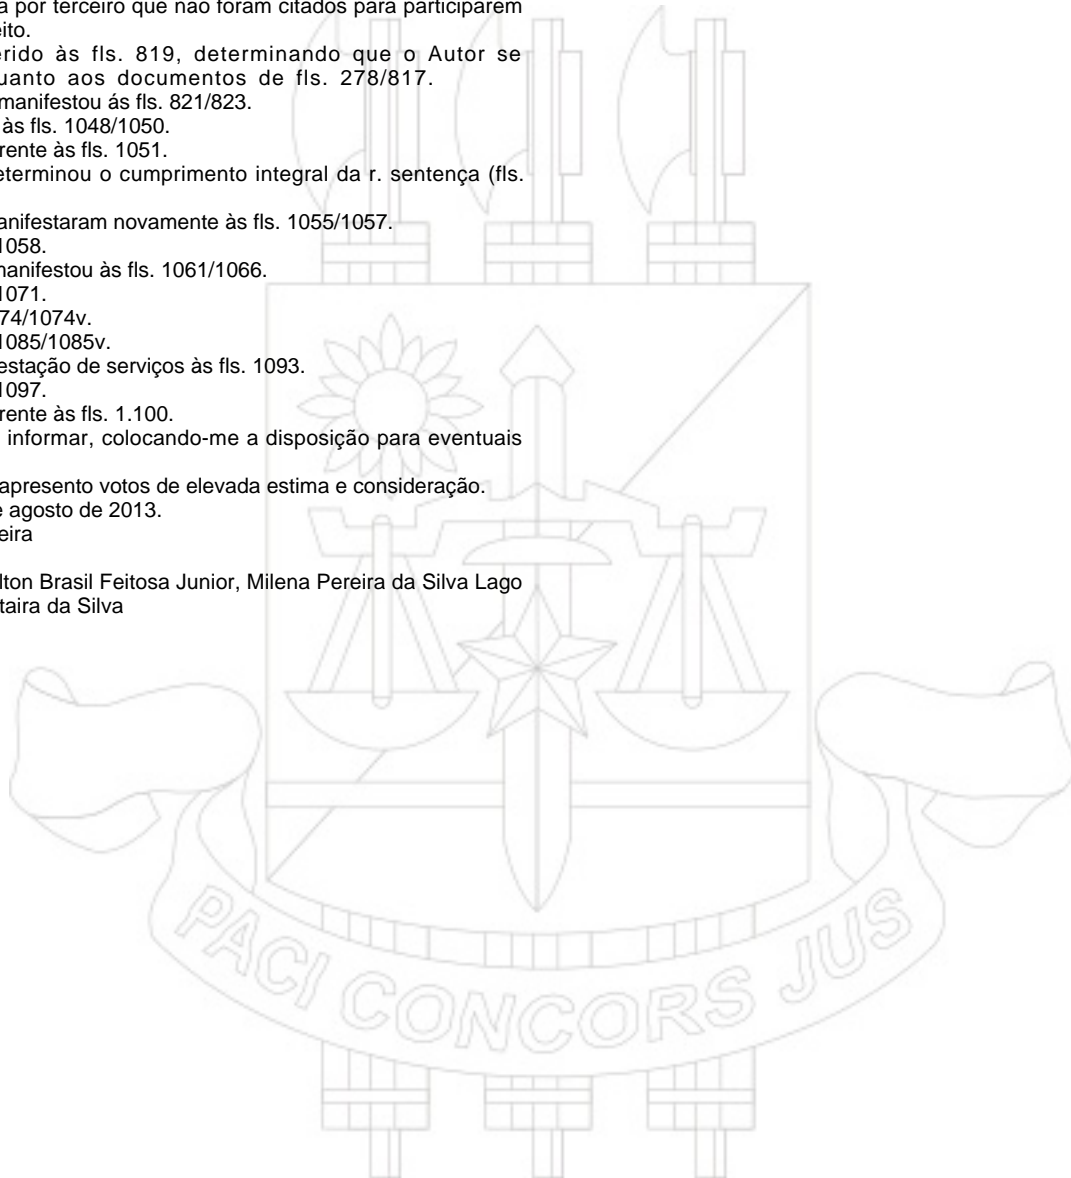 a por terceiro que não foram citados para participarem
eito.
erido às fls. 819, determinando que o Autor se
uanto aos documentos de fls. 278/817.
manifestou ás fls. 821/823.
às fls. 1048/1050.
rente às fls. 1051.
eterminou o cumprimento integral da r. sentença (fls.
anifestaram novamente às fls. 1055/1057.
1058.
manifestou às fls. 1061/1066.
1071.
74/1074v.
1085/1085v.
estação de serviços às fls. 1093.
1097.
rente às fls. 1.100.
informar, colocando-me a disposição para eventuais
apresento votos de elevada estima e consideração.
e agosto de 2013.
eira
lton Brasil Feitosa Junior, Milena Pereira da Silva Lago
taira da Silva
PACI CONCORS JUS